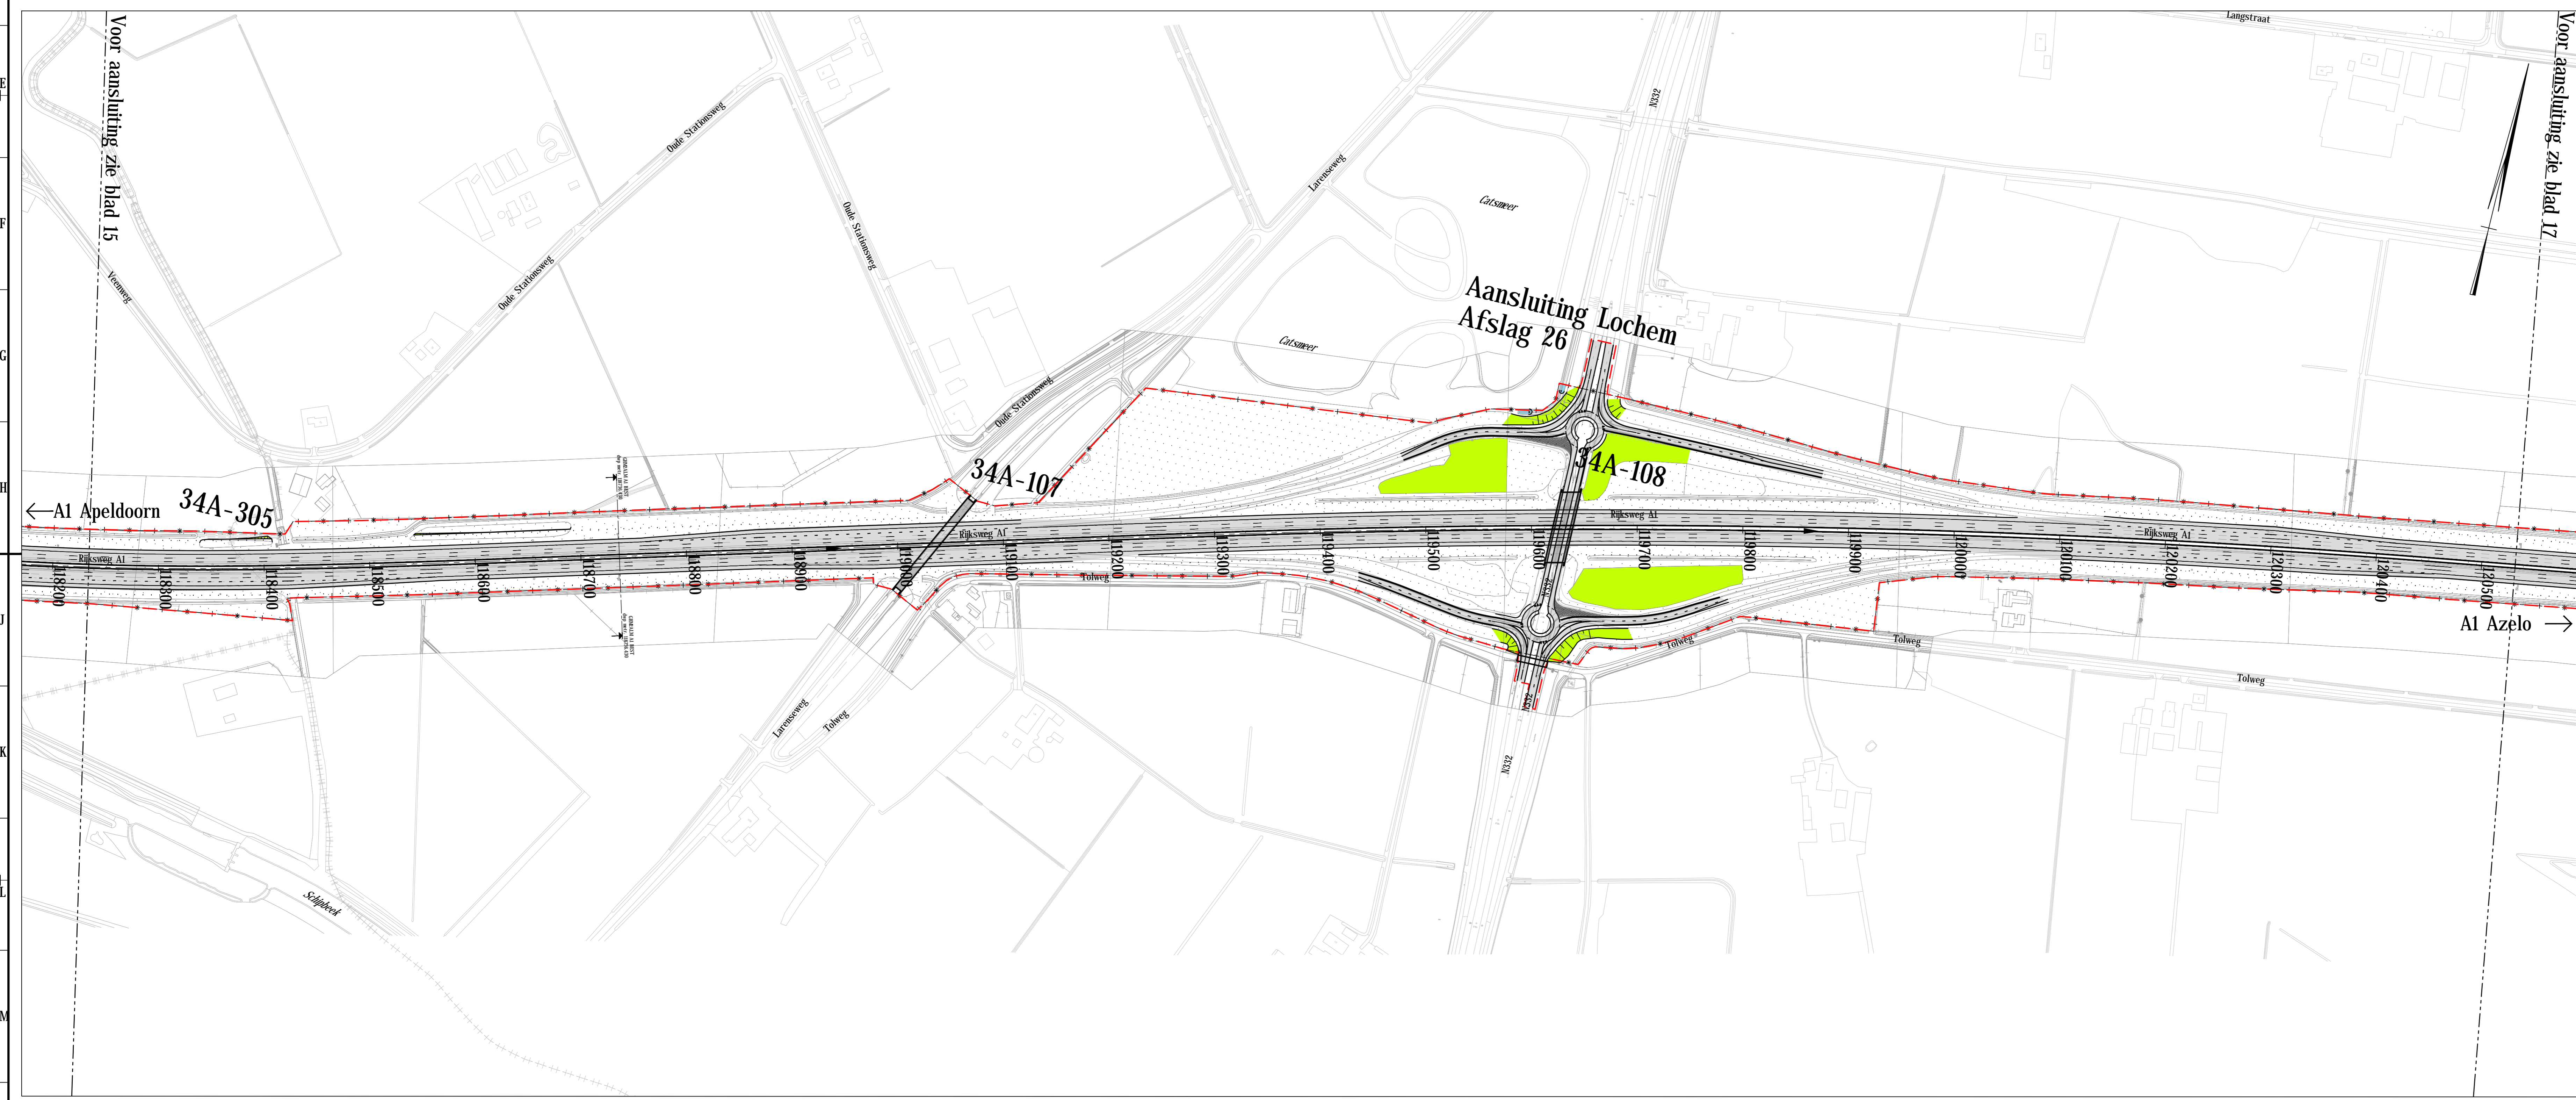 Voor aansluiting zie blad 15
Voor aansluiting zie blad 17
Langstraat
E
F
G
H
J
K
L
M
N332
Oude Stationsweg
Larenseweg
Catsmeer
Oude Stationsweg
Veenweg
Oude Stationsweg
Aansluiting Lochem
Afslag 26
Catsmeer
Oude Stationsweg
34A-107
34A-108
34A-305
A1 Apeldoorn
Rijksweg A1
Rijksweg A1
Rijksweg A1
Rijksweg A1
118200
118300
118400
118500
118600
118700
118800
118900
119000
119100
119200
119300
119400
119500
119600
119700
119800
119900
120000
120100
120200
120300
120400
120500
Tolweg
N332
A1 Azelo
Tolweg
Tolweg
Tolweg
N332
Larenseweg
Tolweg
N332
Schipbeek